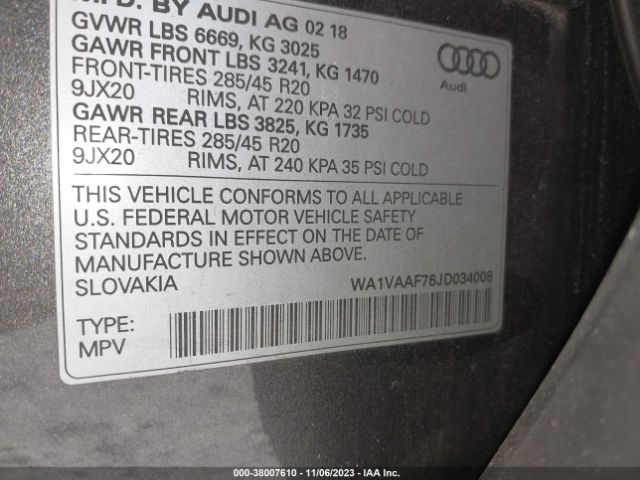 MFD. BY AUDI AG 02 18
GVWR LBS 6669, KG 3025
GAWR FRONT LBS 3241, KG 1470
FRONT-TIRES 285/45 R20
9JX20 RIMS, AT 220 KPA 32 PSI COLD
GAWR REAR LBS 3825, KG 1735
REAR-TIRES 285/45 R20
9JX20 RIMS, AT 240 KPA 35 PSI COLD
Audi
THIS VEHICLE CONFORMS TO ALL APPLICABLE
U.S. FEDERAL MOTOR VEHICLE SAFETY
STANDARDS IN EFFECT ON THE DATE OF
MANUFACTURE SHOWN ABOVE.
SLOVAKIA WA1VAAF76JD034008
TYPE:
MPV
000-38007610 - 11/06/2023 - IAA Inc.